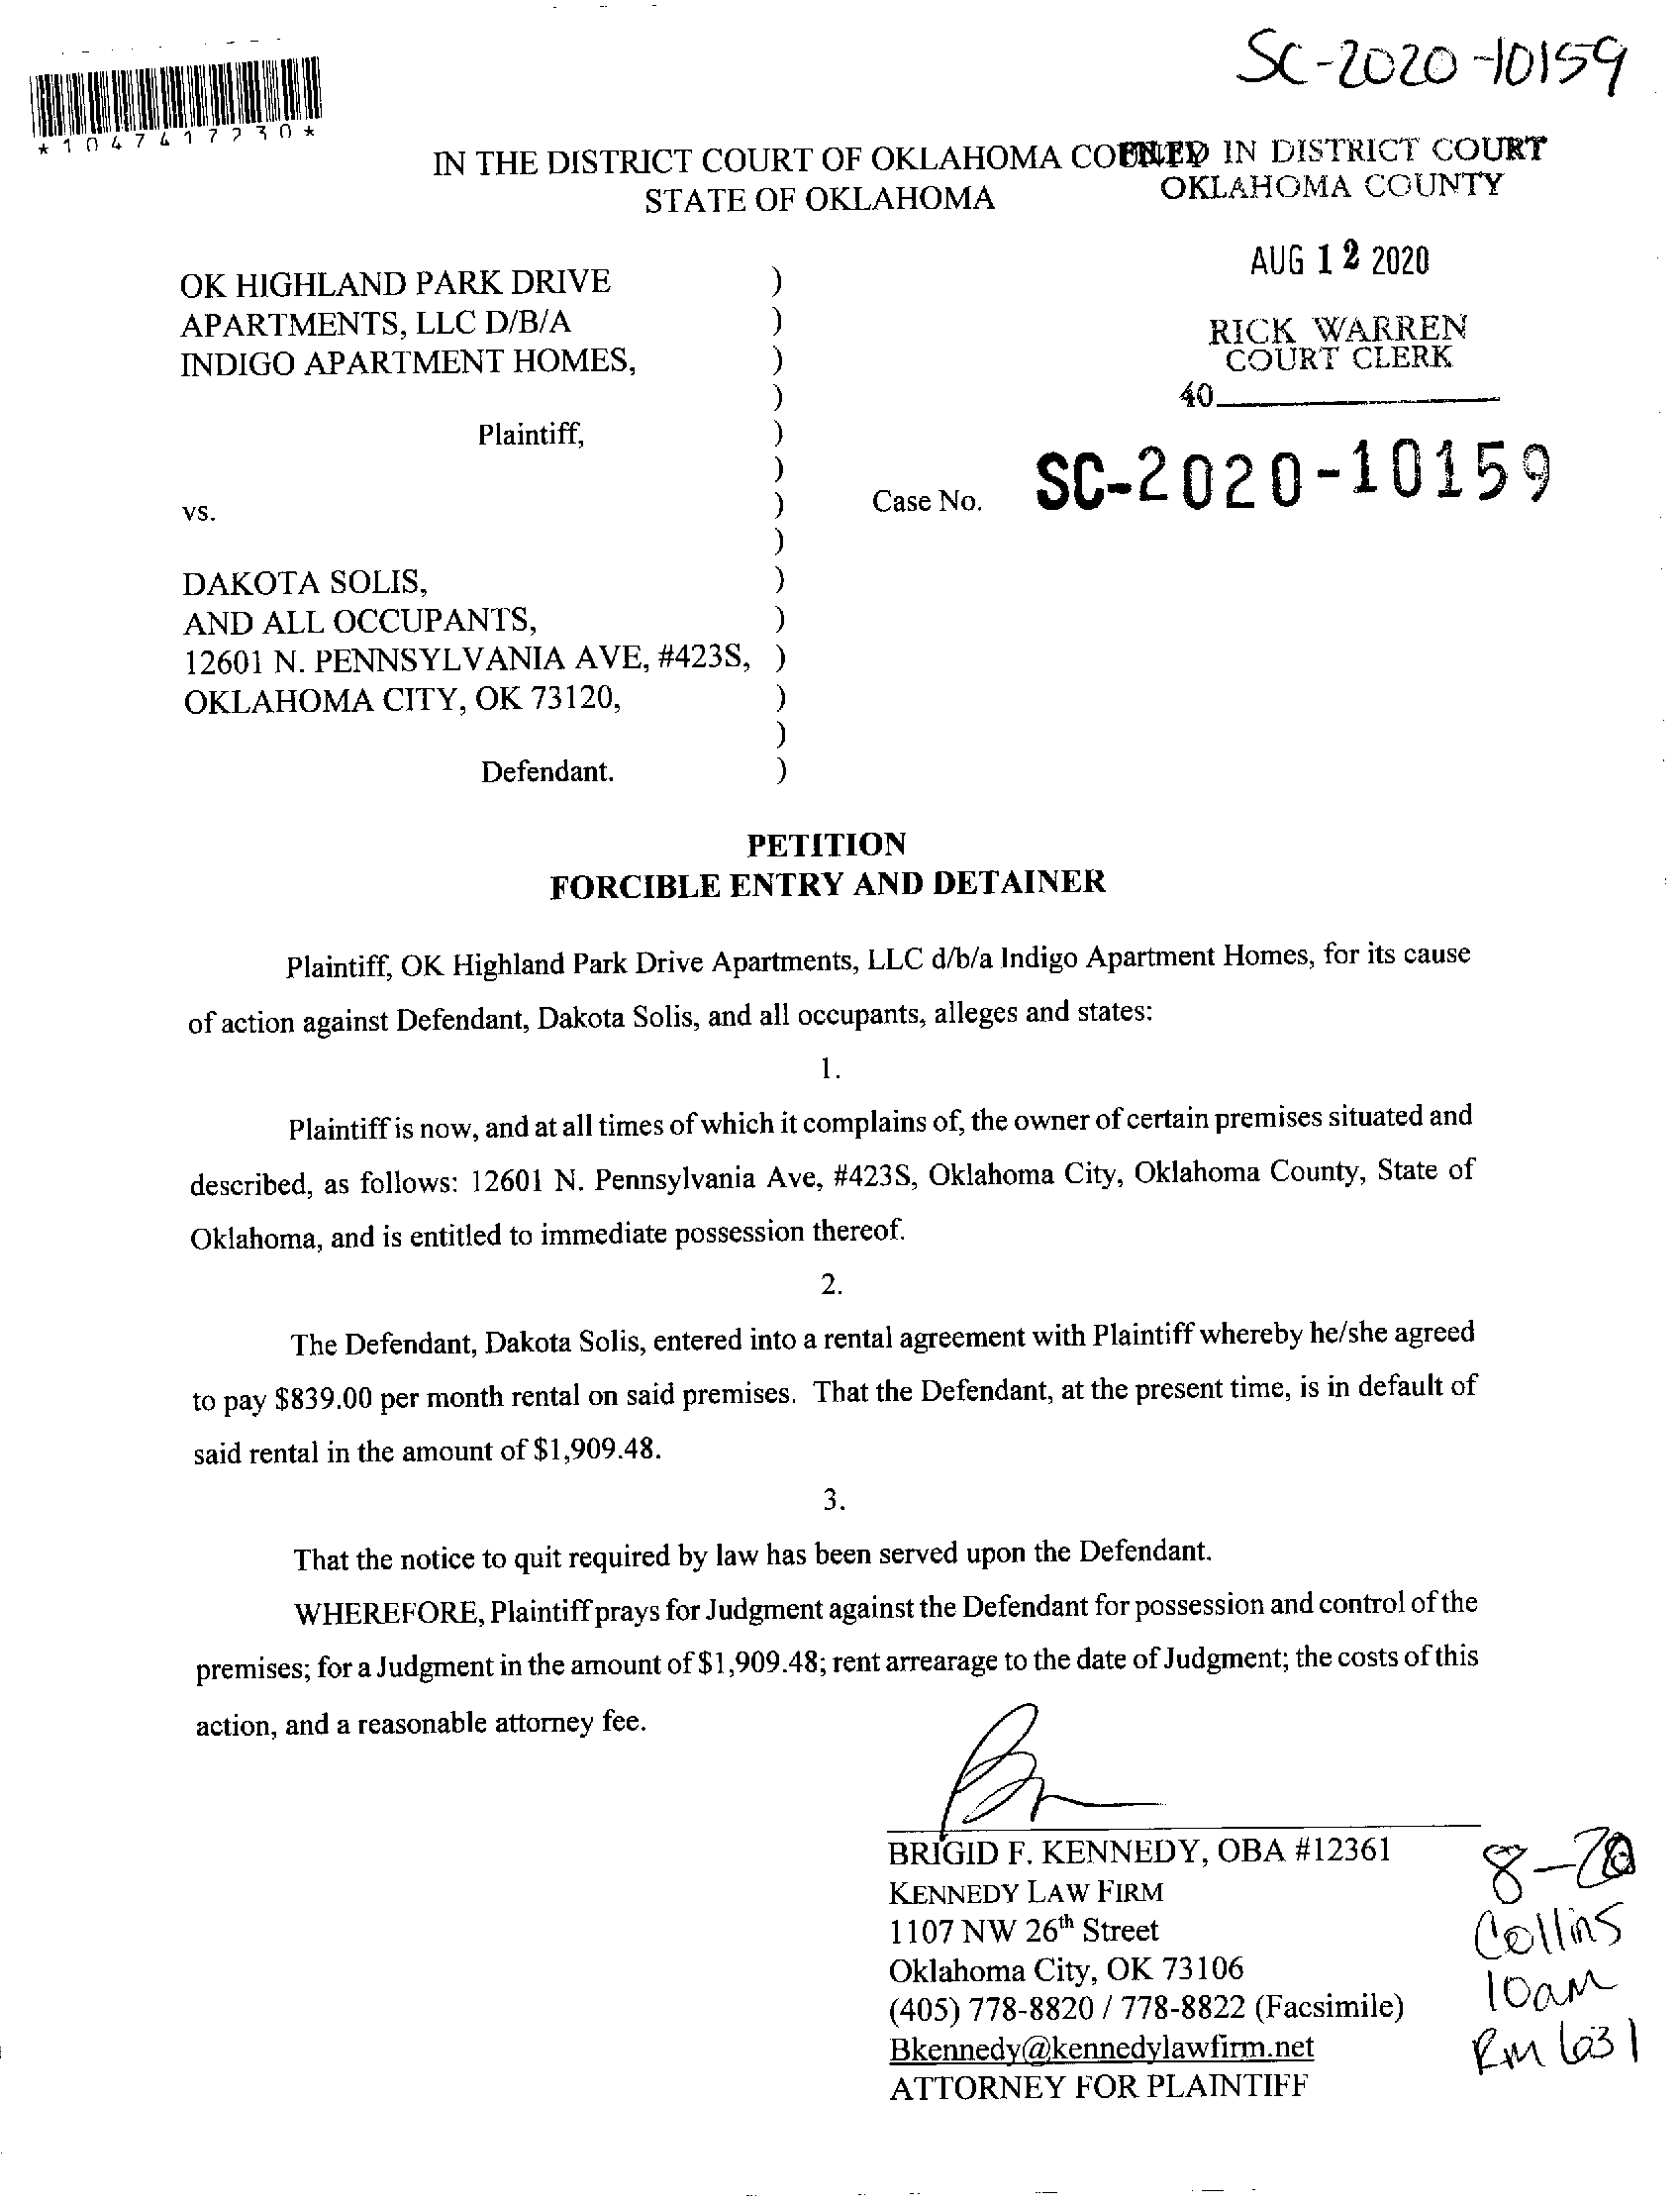 SC-2020-10159
*1047417730*
IN THE DISTRICT COURT OF OKLAHOMA COUNTY
STATE OF OKLAHOMA
FILED IN DISTRICT COURT
OKLAHOMA COUNTY
AUG 12 2020
RICK WARREN
COURT CLERK
40
OK HIGHLAND PARK DRIVE )
APARTMENTS, LLC D/B/A )
INDIGO APARTMENT HOMES, )
)
Plaintiff, )
)
vs. ) Case No. SC-2020-10159
)
DAKOTA SOLIS, )
AND ALL OCCUPANTS, )
12601 N. PENNSYLVANIA AVE, #423S, )
OKLAHOMA CITY, OK 73120, )
)
Defendant. )
PETITION
FORCIBLE ENTRY AND DETAINER
Plaintiff, OK Highland Park Drive Apartments, LLC d/b/a Indigo Apartment Homes, for its cause
of action against Defendant, Dakota Solis, and all occupants, alleges and states:
1.
Plaintiff is now, and at all times of which it complains of, the owner of certain premises situated and
described, as follows: 12601 N. Pennsylvania Ave, #423S, Oklahoma City, Oklahoma County, State of
Oklahoma, and is entitled to immediate possession thereof.
2.
The Defendant, Dakota Solis, entered into a rental agreement with Plaintiff whereby he/she agreed
to pay $839.00 per month rental on said premises. That the Defendant, at the present time, is in default of
said rental in the amount of $1,909.48.
3.
That the notice to quit required by law has been served upon the Defendant.
WHEREFORE, Plaintiff prays for Judgment against the Defendant for possession and control of the
premises; for a Judgment in the amount of $1,909.48; rent arrearage to the date of Judgment; the costs of this
action, and a reasonable attorney fee.
BRIGID F. KENNEDY, OBA #12361
KENNEDY LAW FIRM
1107 NW 26th Street
Oklahoma City, OK 73106
(405) 778-8820 / 778-8822 (Facsimile)
Bkennedy@kennedylawfirm.net
ATTORNEY FOR PLAINTIFF
Collins
10am
Rm 631